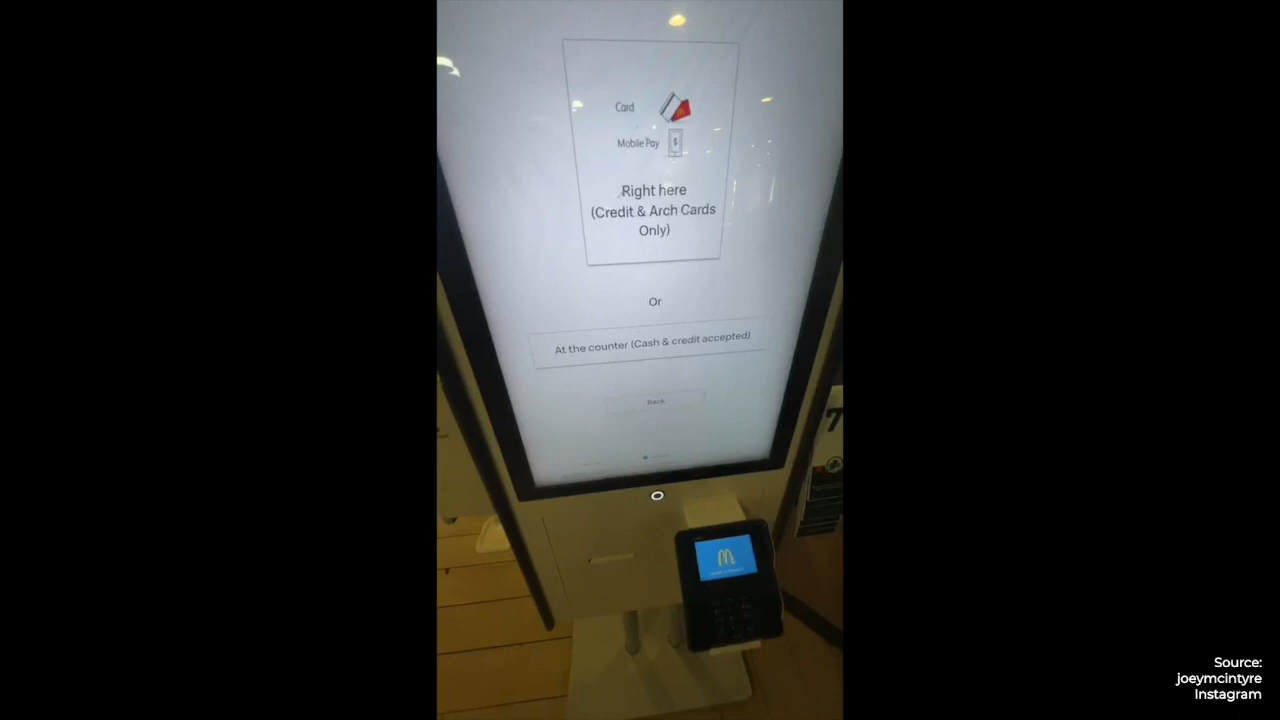 Card
Mobile Pay
$
Right here
(Credit & Arch Cards
Only)
Or
At the counter (Cash & credit accepted)
Back
7
Source:
joeymcintyre
Instagram